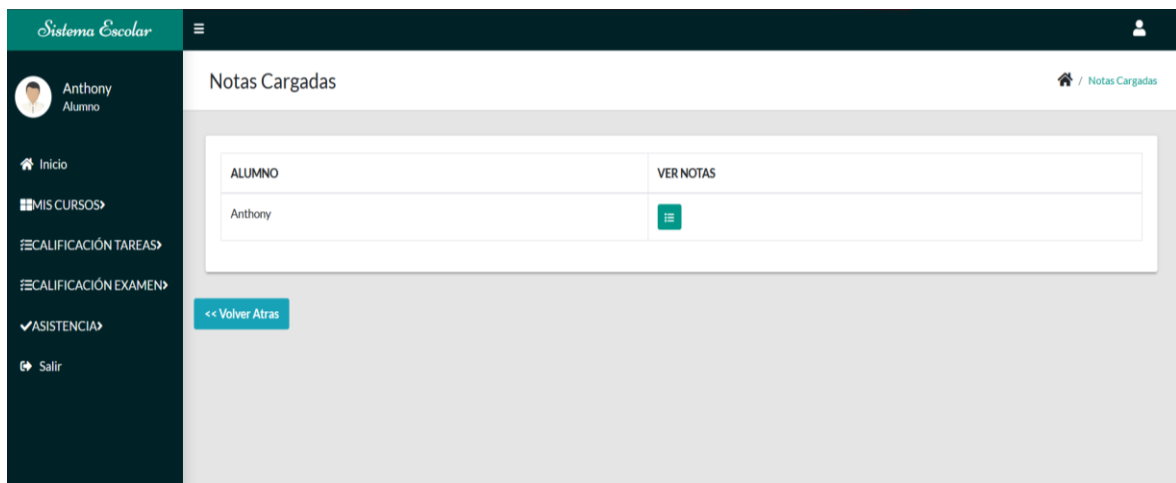 Sistema Escolar
Anthony
Alumno
Inicio
MIS CURSOS
CALIFICACIÓN TAREAS
CALIFICACIÓN EXAMEN
ASISTENCIA
Salir
Notas Cargadas
/ Notas Cargadas
ALUMNO VER NOTAS
Anthony
<< Volver Atras